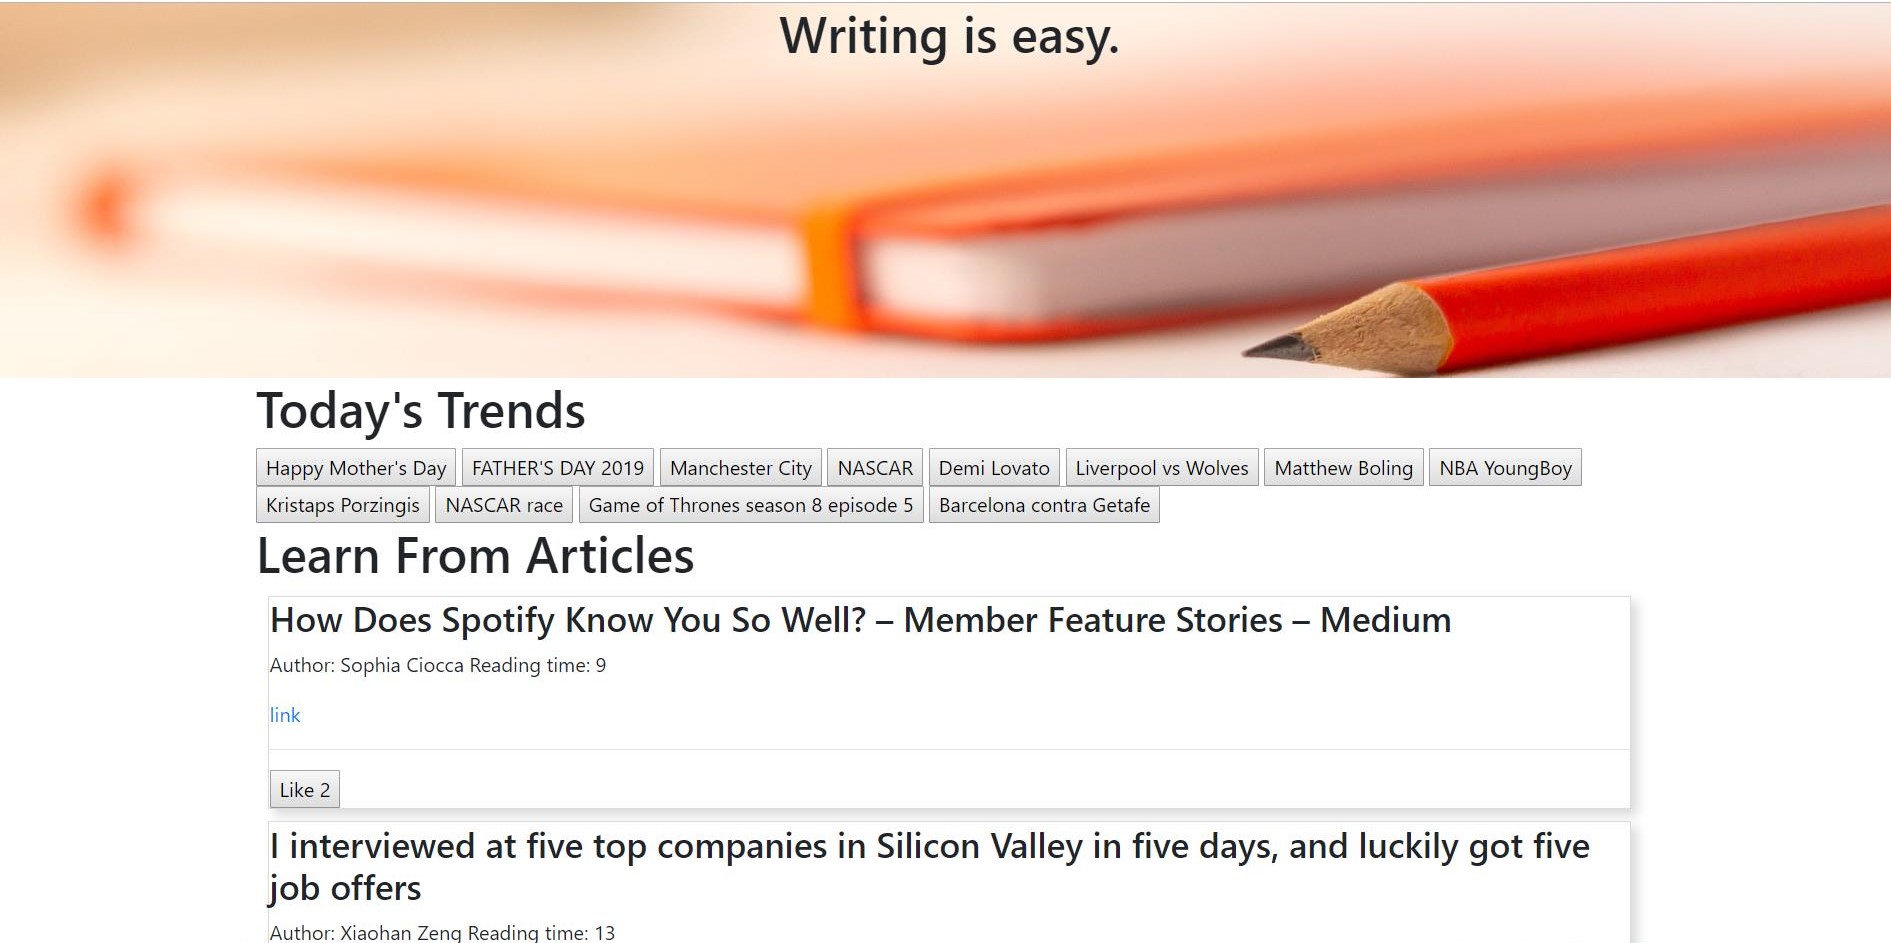 Writing is easy.
Today's Trends
Happy Mother's Day FATHER'S DAY 2019 Manchester City NASCAR Demi Lovato Liverpool vs Wolves Matthew Boling NBA YoungBoy
Kristaps Porzingis NASCAR race Game of Thrones season 8 episode 5 Barcelona contra Getafe
Learn From Articles
How Does Spotify Know You So Well? – Member Feature Stories – Medium
Author: Sophia Ciocca Reading time: 9
link
Like 2
I interviewed at five top companies in Silicon Valley in five days, and luckily got five
job offers
Author: Xiaohan Zeng Reading time: 13